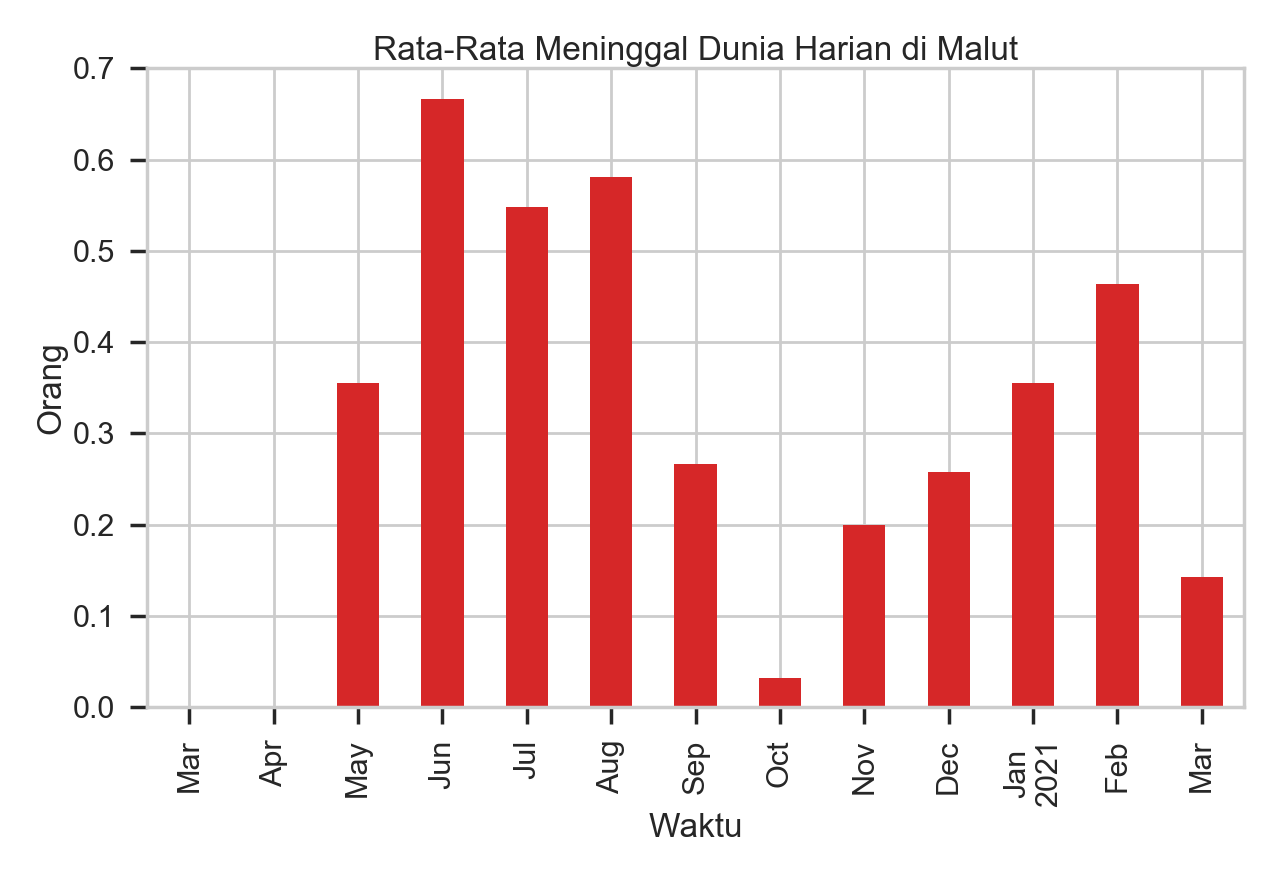 Rata-Rata Meninggal Dunia Harian di Malut
0.7
0.6
0.5
0.4
0.3
0.2
0.1
0.0
Orang
Mar
Apr
May
Jun
Jul
Aug
Sep
Oct
Nov
Dec
Jan
2021
Feb
Mar
Waktu